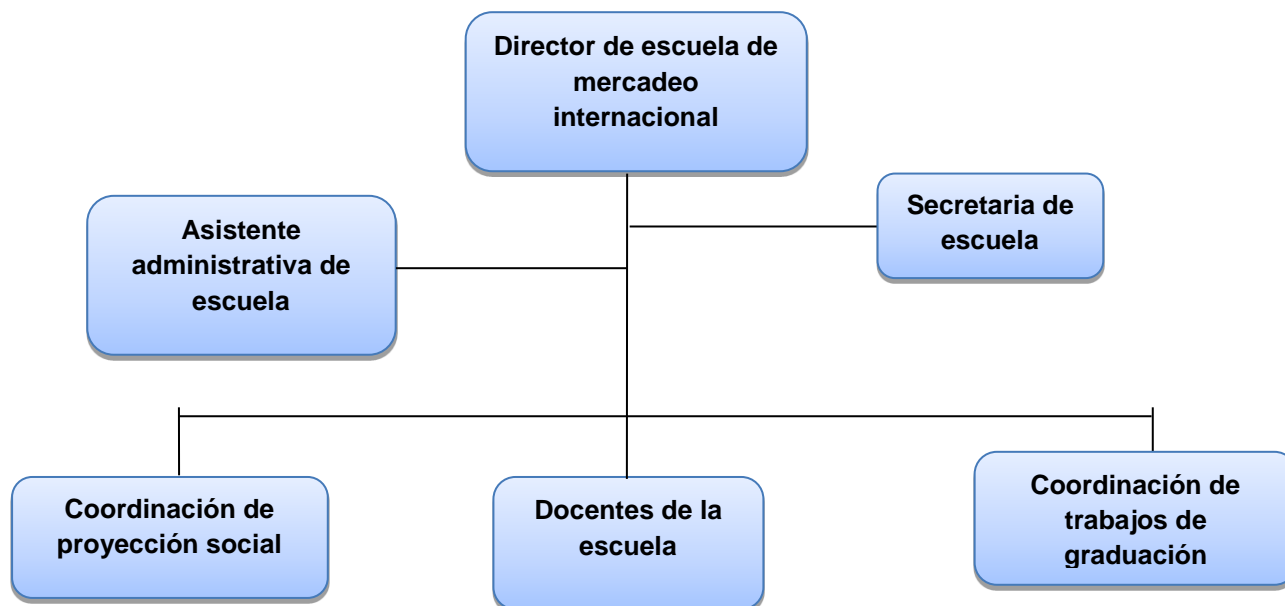 Director de escuela de
mercadeo
internacional
Secretaria de
escuela
Asistente
administrativa de
escuela
Coordinación de
proyección social
Docentes de la
escuela
Coordinación de
trabajos de
graduación